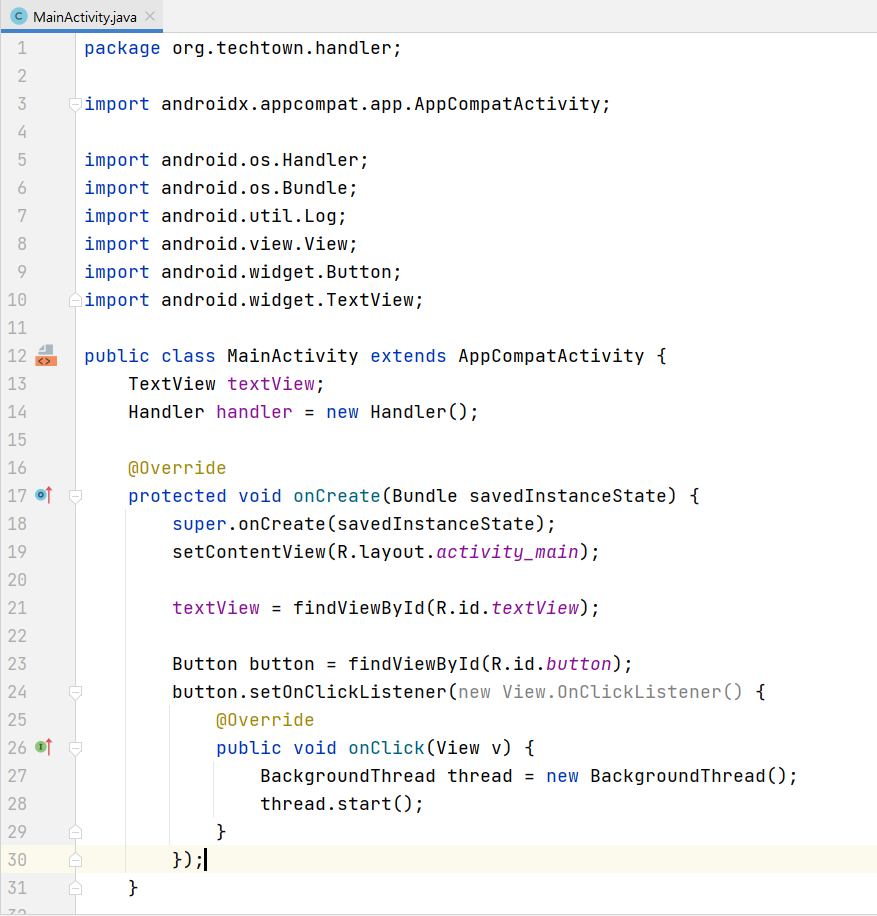 MainActivity.java
1 package org.techtown.handler;
2
3 import androidx.appcompat.app.AppCompatActivity;
4
5 import android.os.Handler;
6 import android.os.Bundle;
7 import android.util.Log;
8 import android.view.View;
9 import android.widget.Button;
10 import android.widget.TextView;
11
12 public class MainActivity extends AppCompatActivity {
13     TextView textView;
14     Handler handler = new Handler();
15
16     @Override
17     protected void onCreate(Bundle savedInstanceState) {
18         super.onCreate(savedInstanceState);
19         setContentView(R.layout.activity_main);
20
21         textView = findViewById(R.id.textView);
22
23         Button button = findViewById(R.id.button);
24         button.setOnClickListener(new View.OnClickListener() {
25             @Override
26             public void onClick(View v) {
27                 BackgroundThread thread = new BackgroundThread();
28                 thread.start();
29             }
30         });
31     }
32